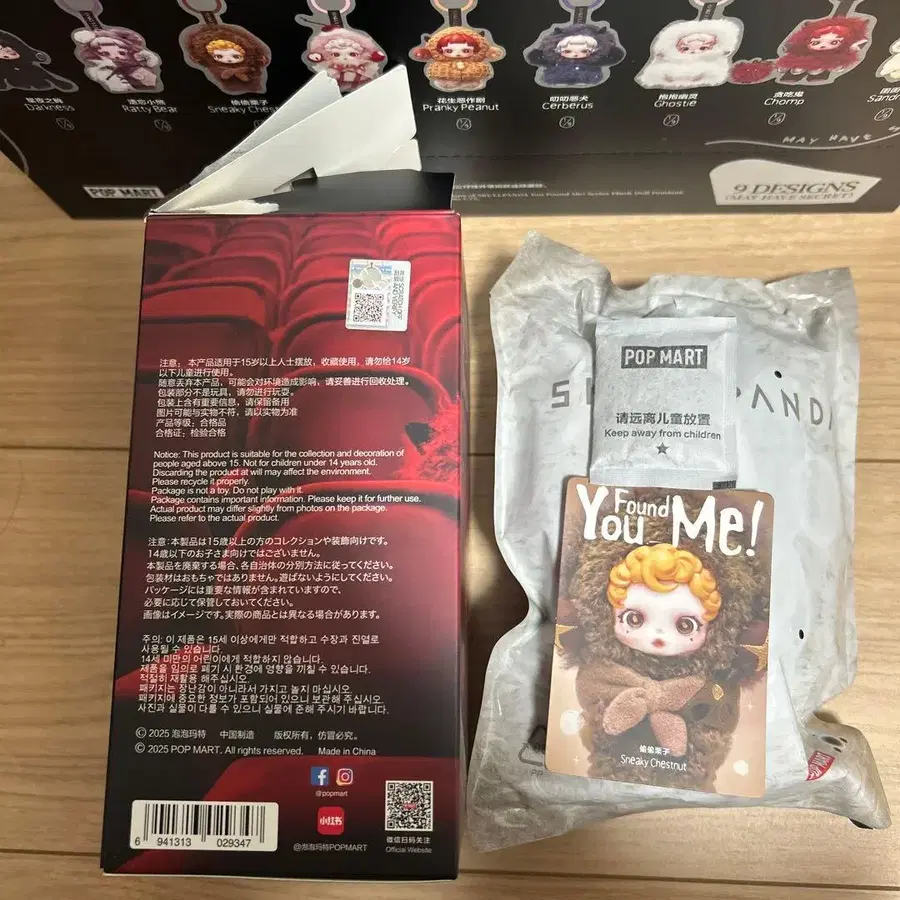 造恋小熊
Ratty Bear
偷偷栗子
Pranky Peanut
花生恶作剧
Cerberus
叨叨恶犬
Ghostie
抱抱幽灵
Chomp
贪吃鬼
Darkness
MAY HAVE
POP MART
9 DESIGNS
(MAY HAVE SECRET)
注意：本产品适用于15岁以上人士摆放，收藏使用，请勿给14岁
以下儿童进行使用。
随意丢弃本产品，可能会对环境造成影响，请妥善进行回收处理。
包装部分不是玩具，请勿进行玩耍。
包装上含有重要信息，请保留备用
图片可能与实物不符，请以实物为准
产品等级：合格品
合格证：检验合格
Notice: This product is suitable for the collection and decoration of
people aged above 15. Not for children under 14 years old.
Discarding the product at will may affect the environment.
Please recycle it properly.
Package is not a toy. Do not play with it.
Package contains important information. Please keep it for further use.
Actual product may differ slightly from photos on the package.
Please refer to the actual product.
注意:本製品は15歳以上の方のコレクションや装飾向けです。
14歳以下のお子さま向けではございません。
本製品を廃棄する場合、各自治体の分別方法に従ってください。
包装材はおもちゃではありません。遊ばないようにしてください。
パッケージには重要な情報が含まれていますので、
必要に応じて保管しておいてください。
画像はイメージです。実際の商品とは異なる場合があります。
주의: 이 제품은 15세 이상에게만 적합하고 수장과 진열로
사용될 수 있습니다.
14세 미만의 어린이에게 적합하지 않습니다.
제품을 임의로 폐기 시 환경에 영향을 끼칠 수 있습니다.
적절히 재활용 해주십시오.
패키지는 장난감이 아니라서 가지고 놀지 마십시오.
패키지에 중요한 정보가 포함되어 있으니 보관해 주십시오.
사진과 실물이 다를 수 있으니 실물에 준해 주시기 바랍니다.
© 2025 泡泡玛特 中国制造 版权所有，仿冒必究。
© 2025 POP MART. All rights reserved. Made in China
@popmart
小红书
@泡泡玛特POPMART
微信扫码关注
Official Website
6 941313 029347
POP MART
请远离儿童放置
Keep away from children
You Found Me!
偷偷栗子
Sneaky Chestnut
PP